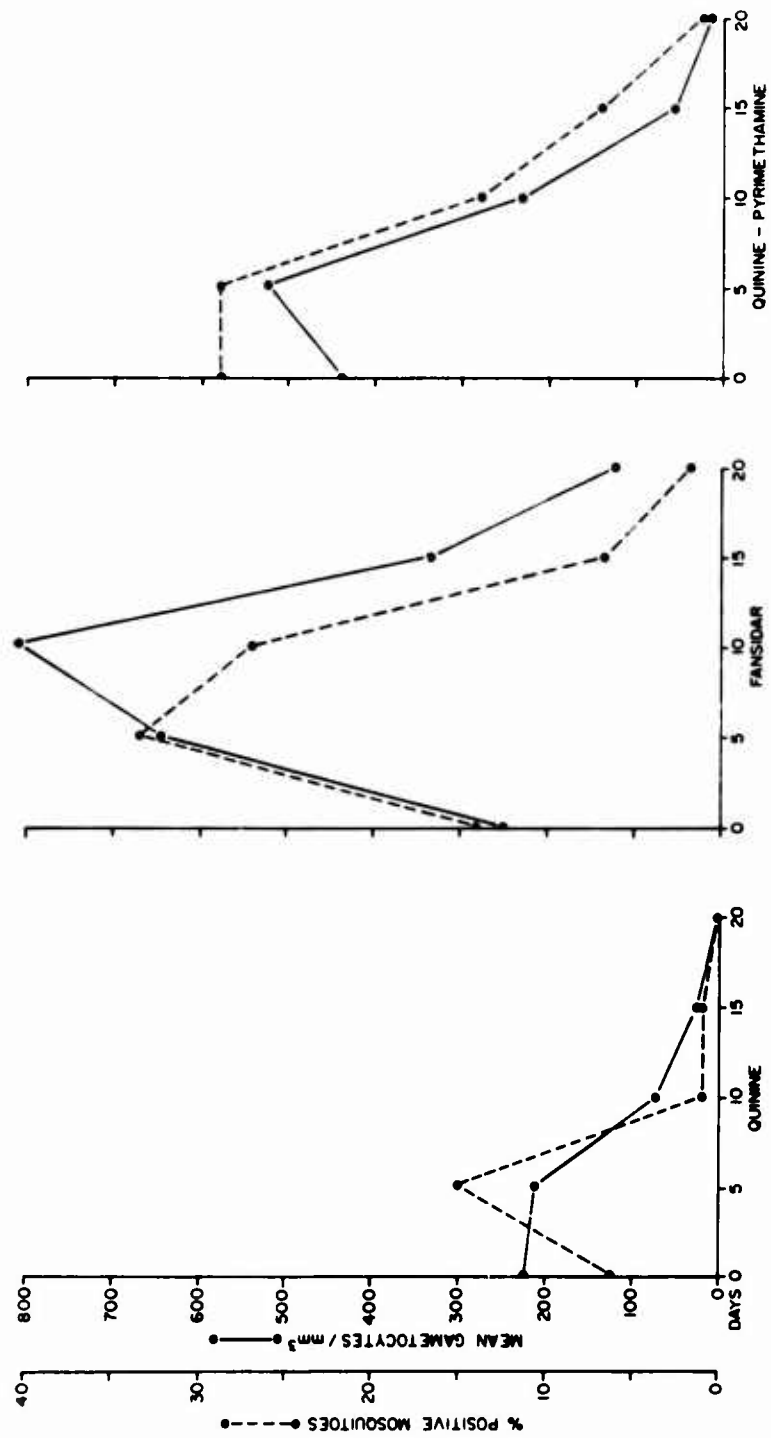 % POSITIVE MOSQUITOES
40
30
20
10
0
MEAN GAMETOCYTES / mm³
800
700
600
500
400
300
200
100
0
DAYS 0 5 10 15 20
QUININE
0 5 10 15 20
FANSIDAR
0 5 10 15 20
QUININE - PYRIMETHAMINE